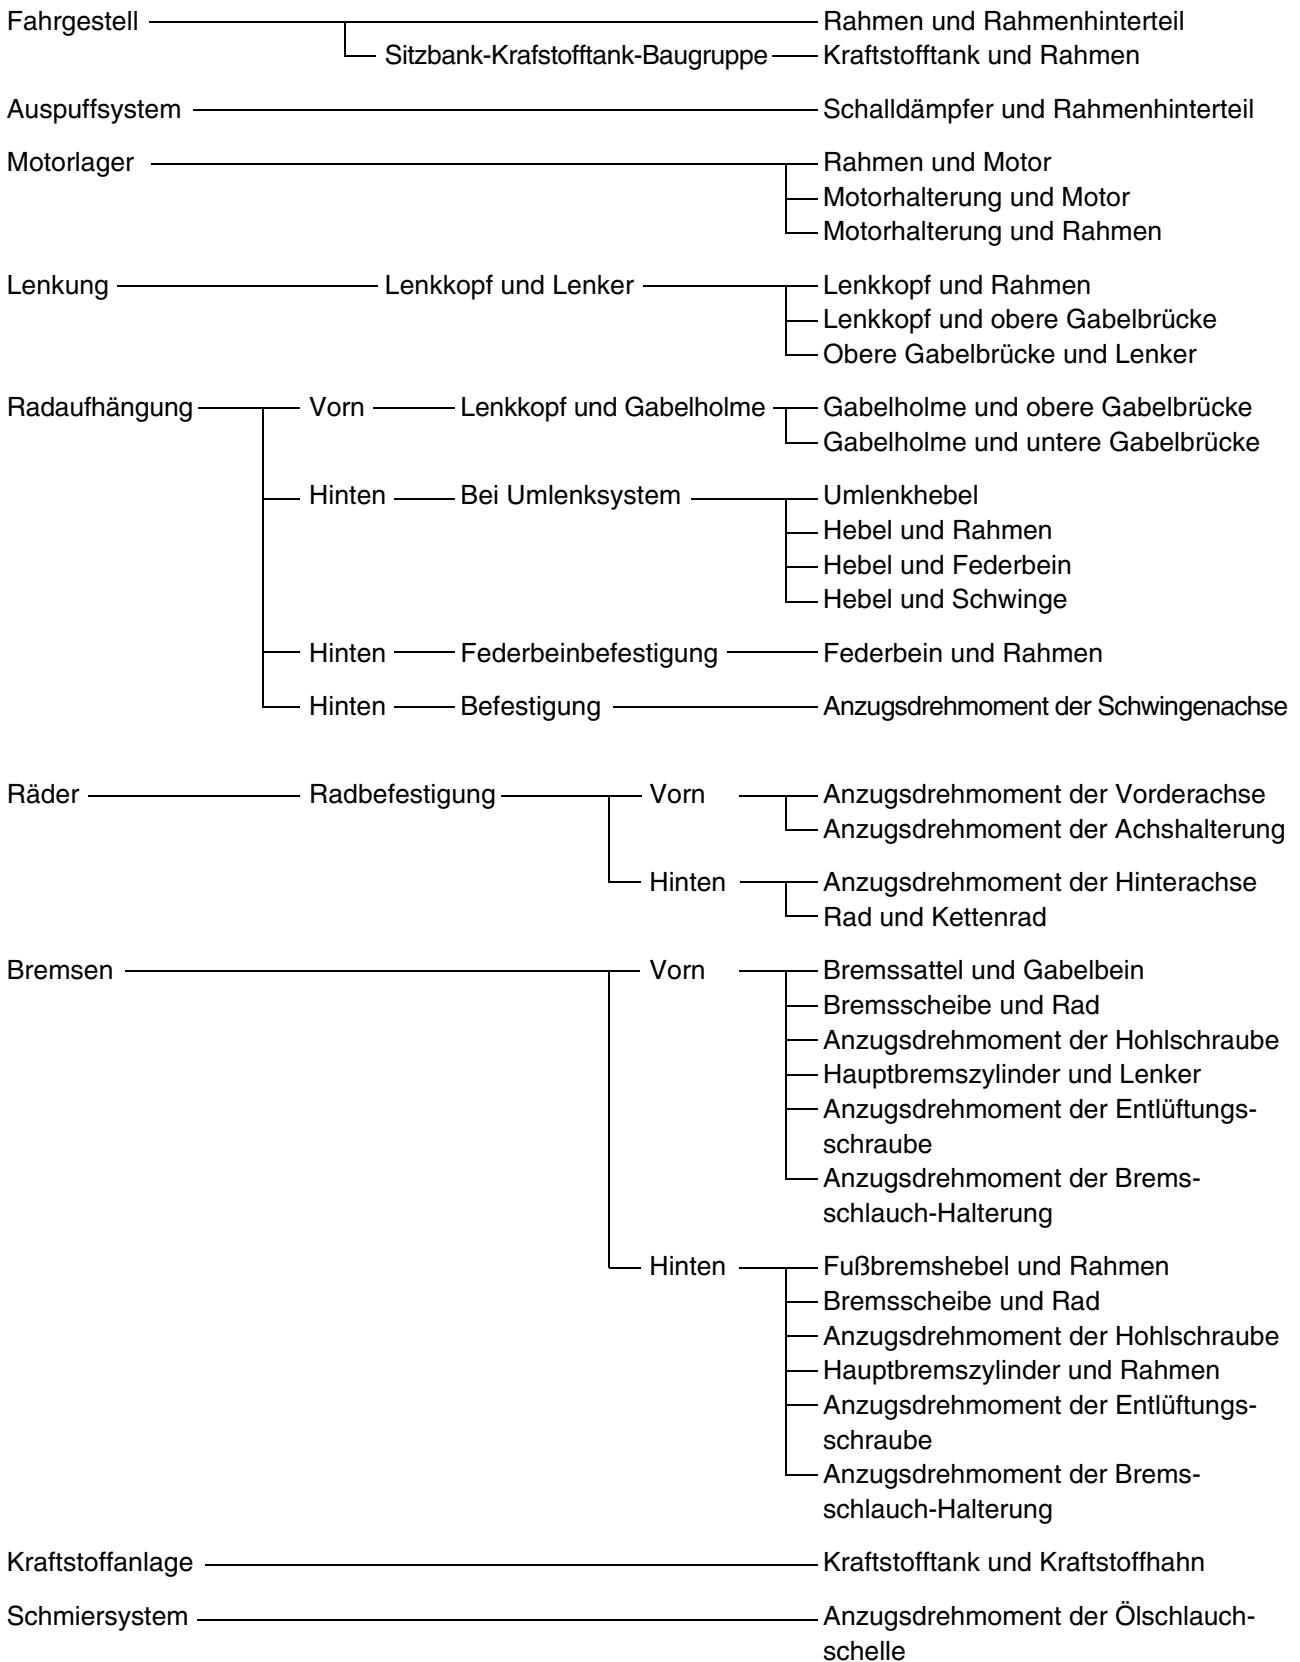 Fahrgestell Rahmen und Rahmenhinterteil
Sitzbank-Krafstofftank-Baugruppe Kraftstofftank und Rahmen
Auspuffsystem Schalldämpfer und Rahmenhinterteil
Motorlager Rahmen und Motor
Motorhalterung und Motor
Motorhalterung und Rahmen
Lenkung Lenkkopf und Lenker Lenkkopf und Rahmen
Lenkkopf und obere Gabelbrücke
Obere Gabelbrücke und Lenker
Radaufhängung Vorn Lenkkopf und Gabelholme Gabelholme und obere Gabelbrücke
Gabelholme und untere Gabelbrücke
Hinten Bei Umlenksystem Umlenkhebel
Hebel und Rahmen
Hebel und Federbein
Hebel und Schwinge
Hinten Federbeinbefestigung Federbein und Rahmen
Hinten Befestigung Anzugsdrehmoment der Schwingenachse
Räder Radbefestigung Vorn Anzugsdrehmoment der Vorderachse
Anzugsdrehmoment der Achshalterung
Hinten Anzugsdrehmoment der Hinterachse
Rad und Kettenrad
Bremsen Vorn Bremssattel und Gabelbein
Bremsscheibe und Rad
Anzugsdrehmoment der Hohlschraube
Hauptbremszylinder und Lenker
Anzugsdrehmoment der Entlüftungs-
schraube
Anzugsdrehmoment der Brems-
schlauch-Halterung
Hinten Fußbremshebel und Rahmen
Bremsscheibe und Rad
Anzugsdrehmoment der Hohlschraube
Hauptbremszylinder und Rahmen
Anzugsdrehmoment der Entlüftungs-
schraube
Anzugsdrehmoment der Brems-
schlauch-Halterung
Kraftstoffanlage Kraftstofftank und Kraftstoffhahn
Schmiersystem Anzugsdrehmoment der Ölschlauch-
schelle